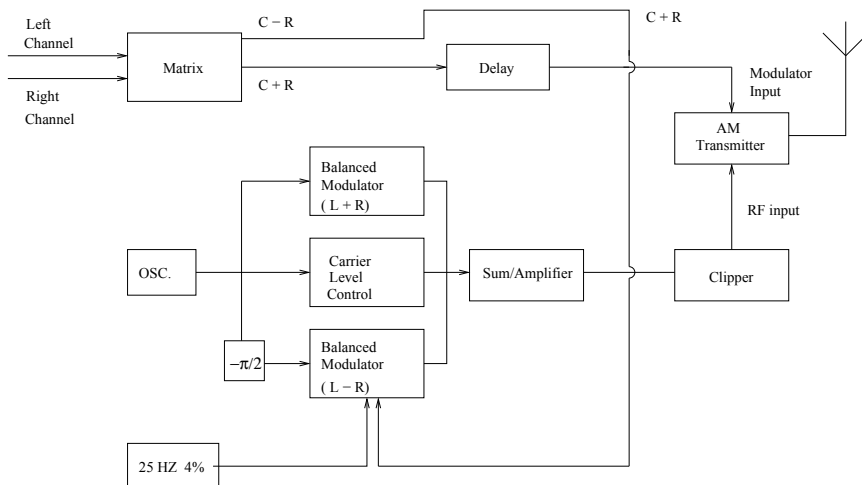 Left
Channel
C − R
C + R
Matrix
Delay
Modulator
Input
C + R
Right
Channel
AM
Transmitter
Balanced
Modulator
( L + R)
RF input
OSC.
Carrier
Level
Control
Sum/Amplifier
Clipper
−π/2
Balanced
Modulator
( L − R)
25 HZ 4%